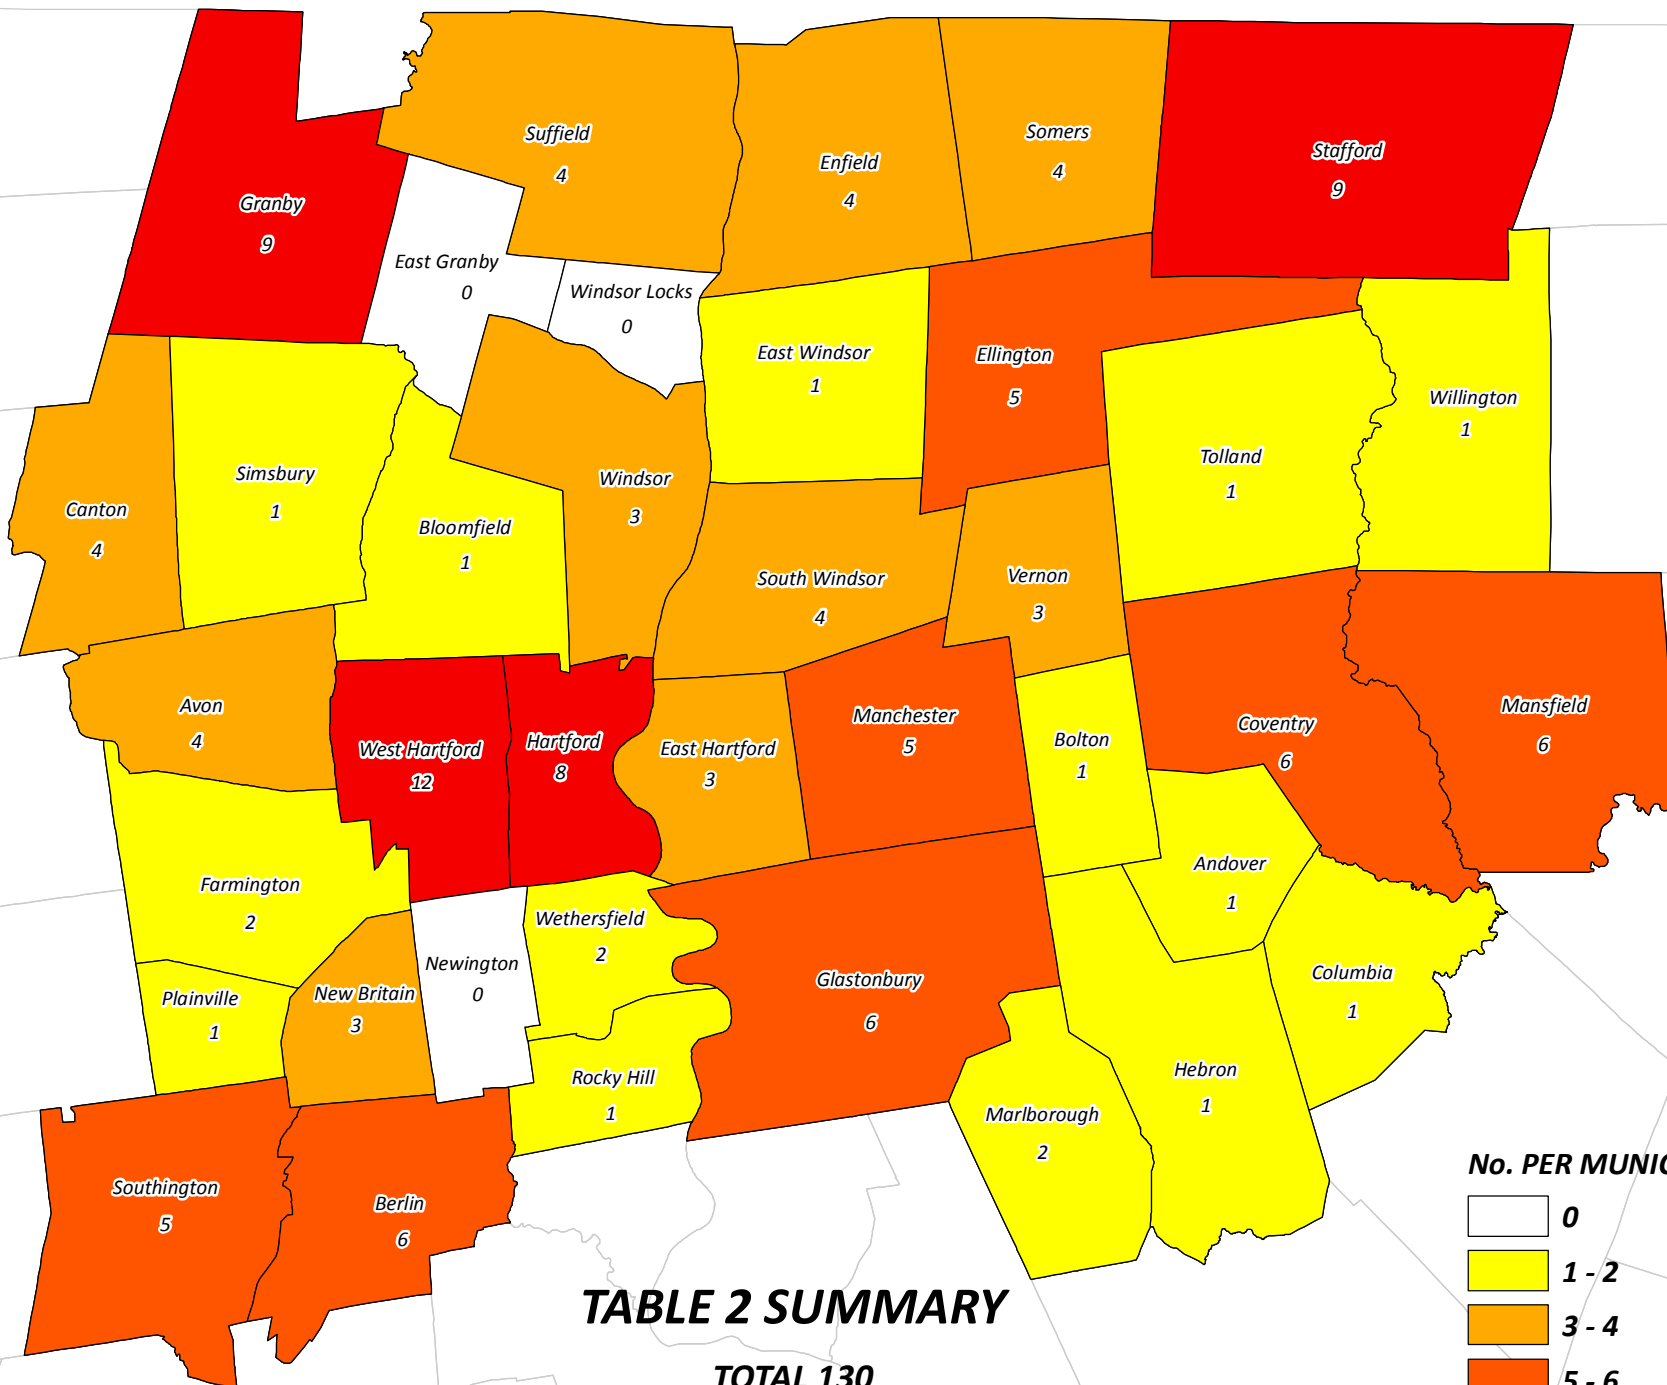 Suffield
4
Enfield
4
Somers
4
Stafford
9
Granby
9
East Granby
0
Windsor Locks
0
East Windsor
1
Ellington
5
Willington
1
Tolland
1
Simsbury
1
Canton
4
Bloomfield
1
Windsor
3
South Windsor
4
Vernon
3
Avon
4
West Hartford
12
Hartford
8
East Hartford
3
Manchester
5
Bolton
1
Coventry
6
Mansfield
6
Farmington
2
Wethersfield
2
Andover
1
Columbia
1
Plainville
1
New Britain
3
Newington
0
Glastonbury
6
Rocky Hill
1
Marlborough
2
Hebron
1
Southington
5
Berlin
6
No. PER MUNIC
0
1 - 2
3 - 4
5 - 6
TABLE 2 SUMMARY
TOTAL 130